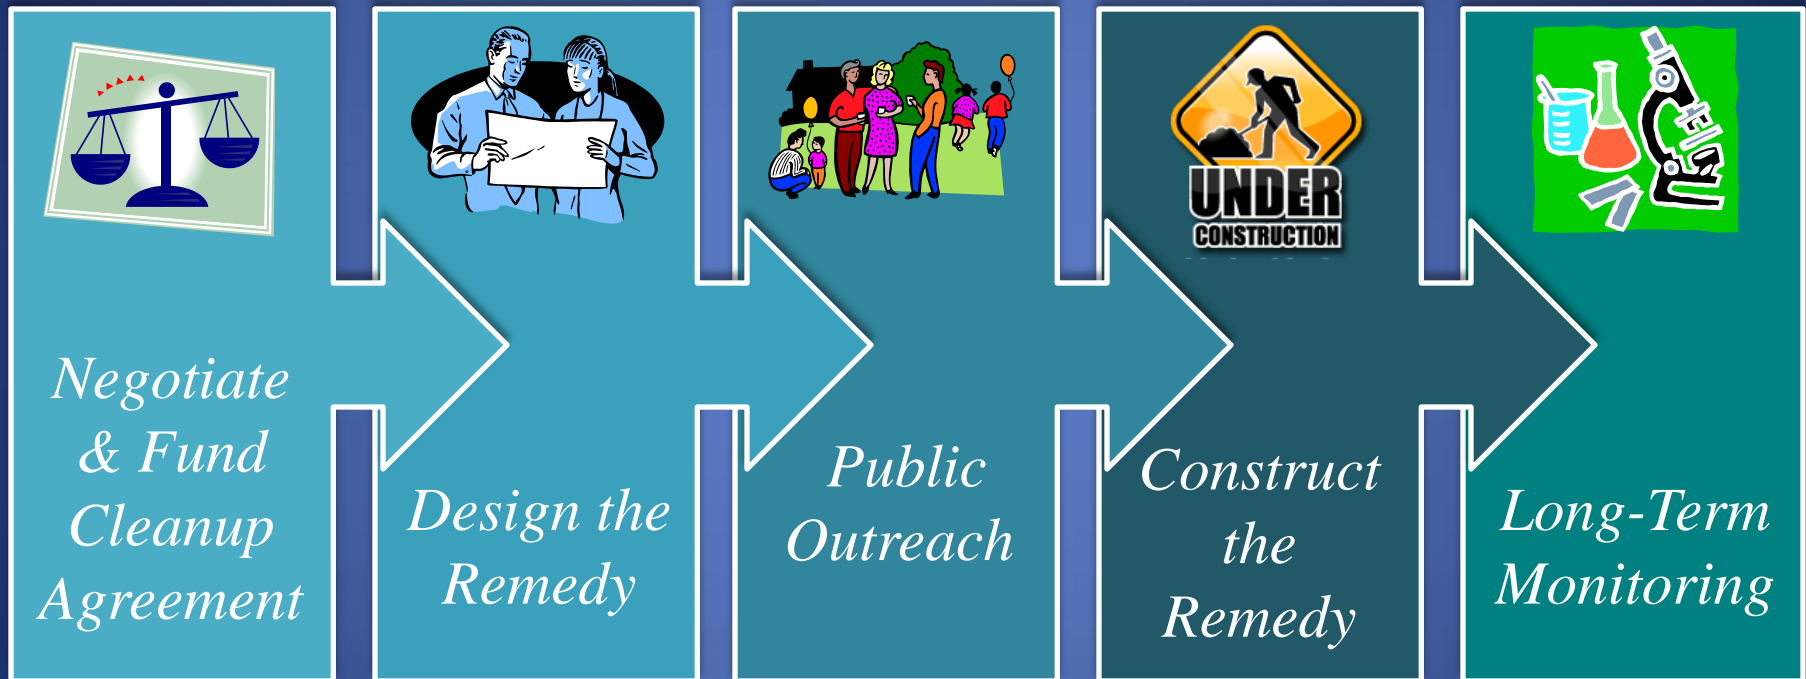 Negotiate
& Fund
Cleanup
Agreement
Design the
Remedy
Public
Outreach
UNDER
CONSTRUCTION
Construct
the
Remedy
Long-Term
Monitoring